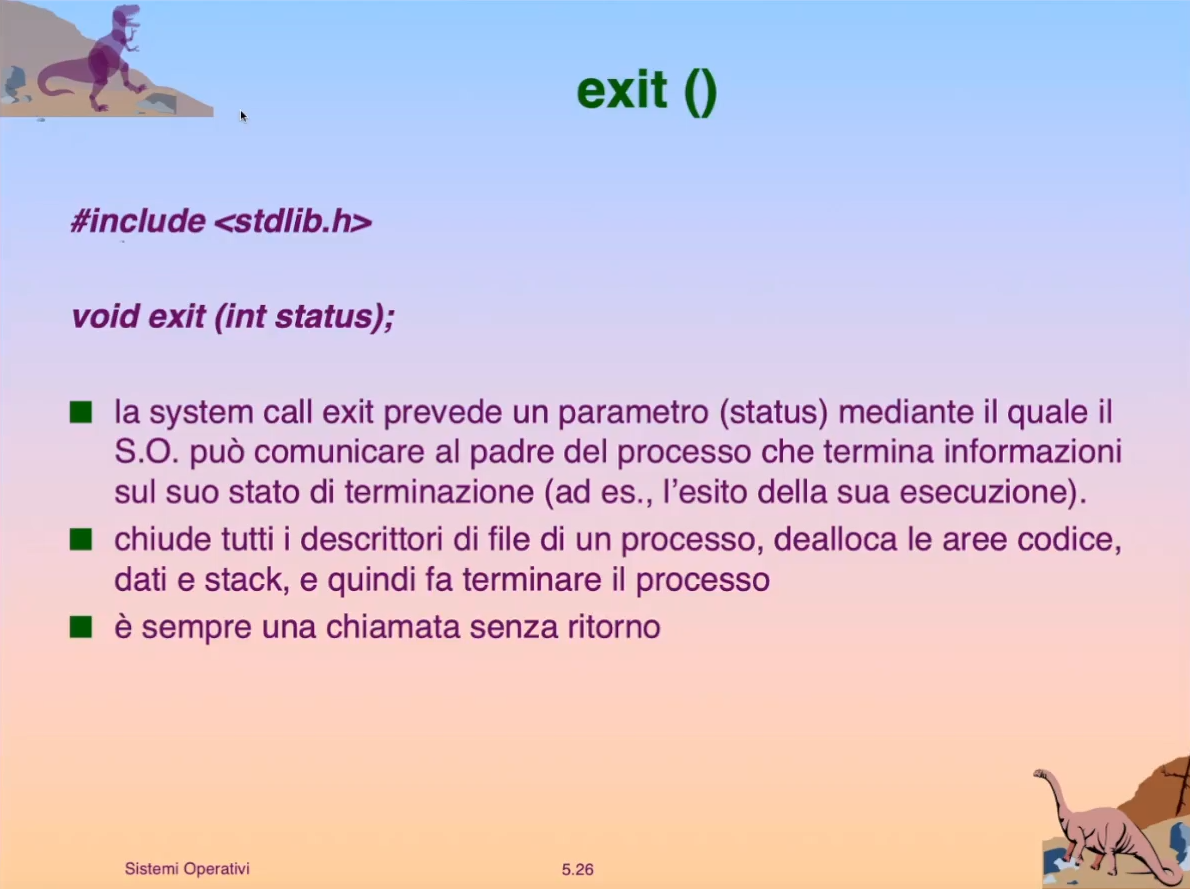 exit ()
#include <stdlib.h>
void exit (int status);
la system call exit prevede un parametro (status) mediante il quale il
S.O. può comunicare al padre del processo che termina informazioni
sul suo stato di terminazione (ad es., l’esito della sua esecuzione).
chiude tutti i descrittori di file di un processo, dealloca le aree codice,
dati e stack, e quindi fa terminare il processo
è sempre una chiamata senza ritorno
Sistemi Operativi
5.26